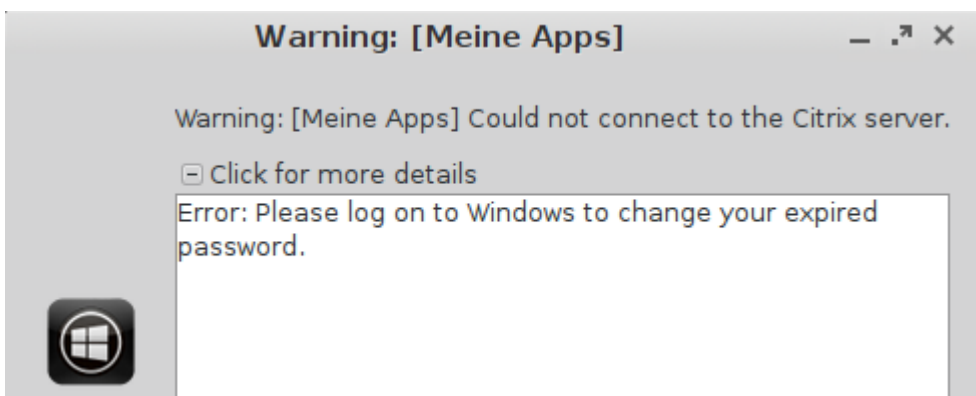 Warning: [Meine Apps]
Warning: [Meine Apps] Could not connect to the Citrix server.
Click for more details
Error: Please log on to Windows to change your expired
password.